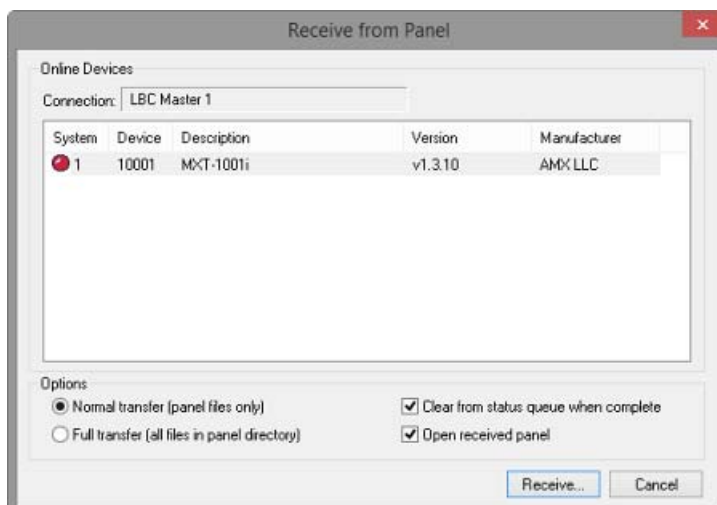 Receive from Panel
Online Devices
Connection: LBC Master 1
System Device Description Version Manufacturer
1 10001 MXT-1001i v1.3.10 AMX LLC
Options
Normal transfer (panel files only) Clear from status queue when complete
Full transfer (all files in panel directory) Open received panel
Receive... Cancel